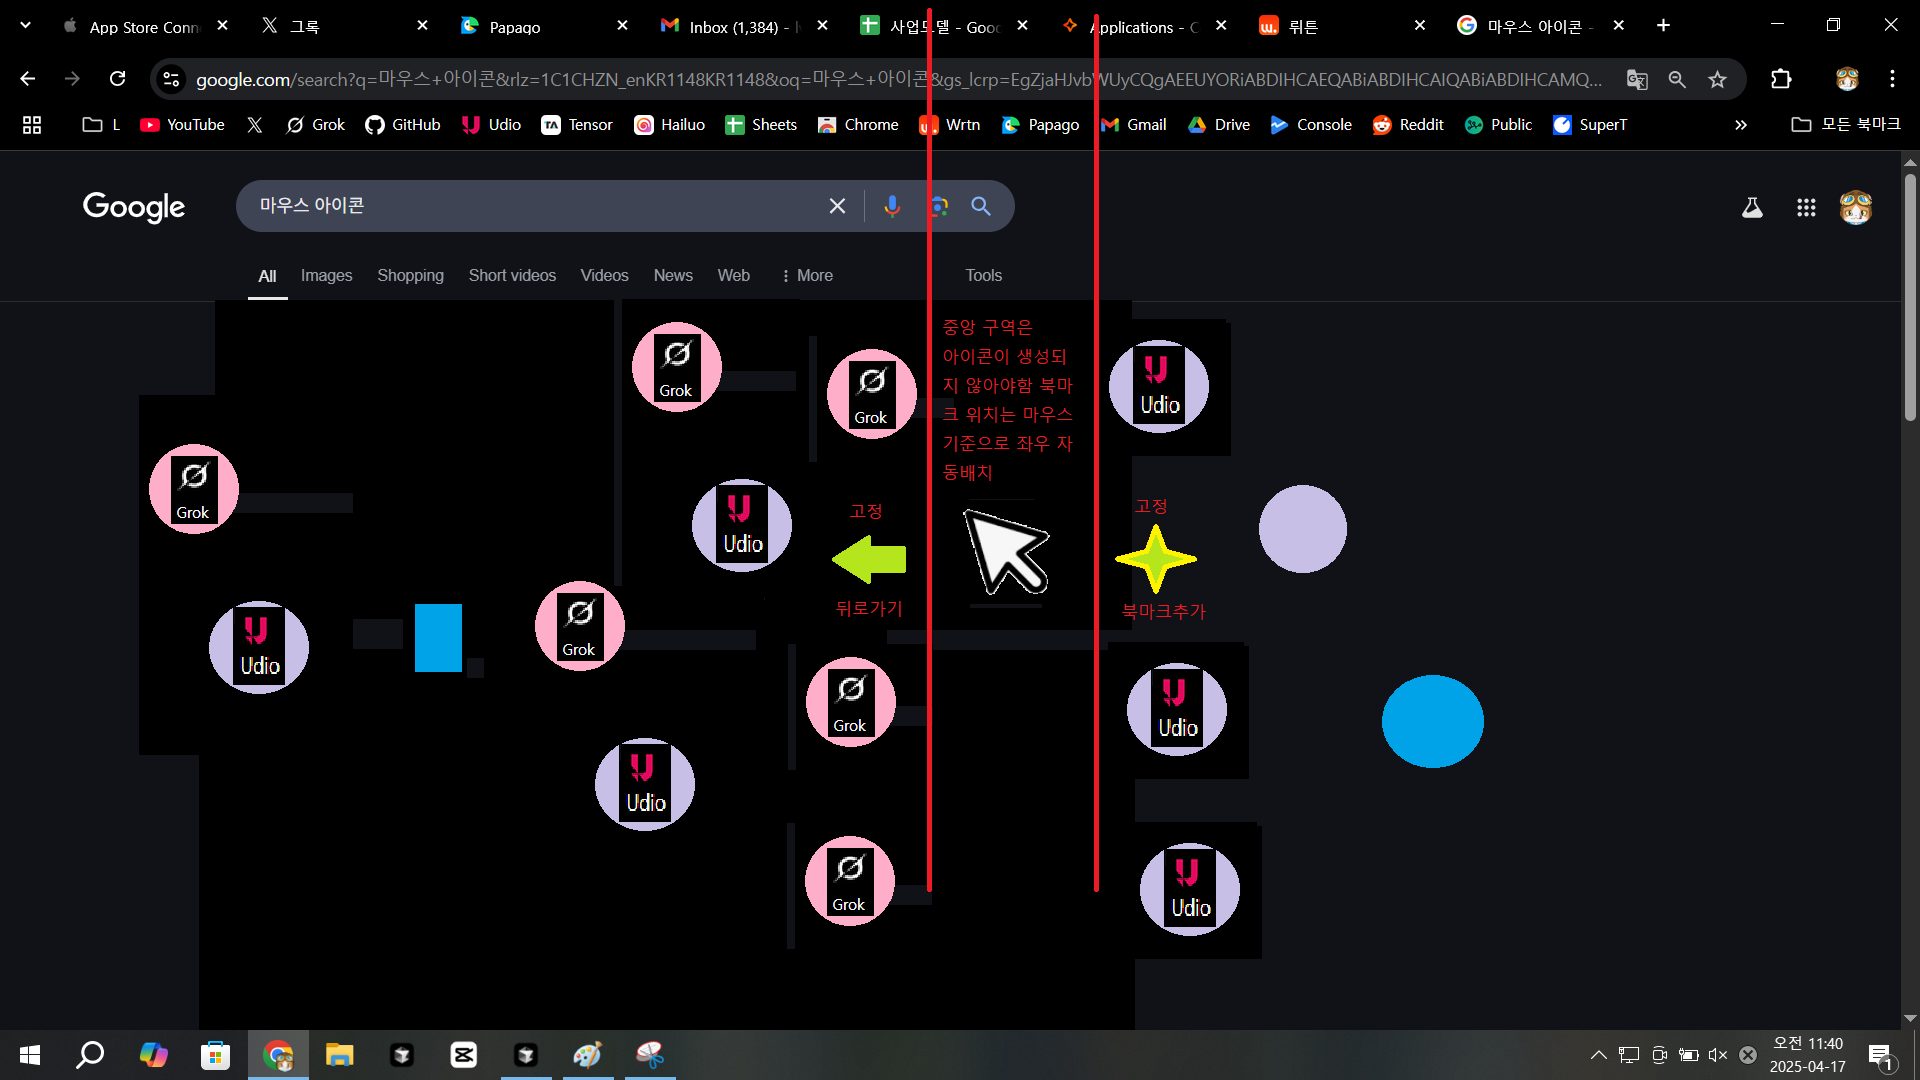 App Store Conn
그록
Papago
Inbox (1,384) - l
사업모델 - Goo
Applications - C
뤼튼
마우스 아이콘 -
google.com/search?q=마우스+아이콘&rlz=1C1CHZN_enKR1148KR1148&oq=마우스+아이콘&gs_lcrp=EgZjaHJvbWUyCQgAEEUYORiABDIHCAEQABiABDIHCAIQABiABDIHCAMQ...
L
YouTube
Grok
GitHub
Udio
Tensor
Hailuo
Sheets
Chrome
Wrtn
Papago
Gmail
Drive
Console
Reddit
Public
SuperT
모든 북마크
Google
마우스 아이콘
All
Images
Shopping
Short videos
Videos
News
Web
More
Tools
중앙 구역은
아이콘이 생성되
지 않아야함 북마
크 위치는 마우스
기준으로 좌우 자
동배치
Grok
Grok
Udio
Grok
Udio
고정
고정
뒤로가기
북마크추가
Udio
Grok
Grok
Udio
Udio
Grok
Udio
오전 11:40
2025-04-17
1